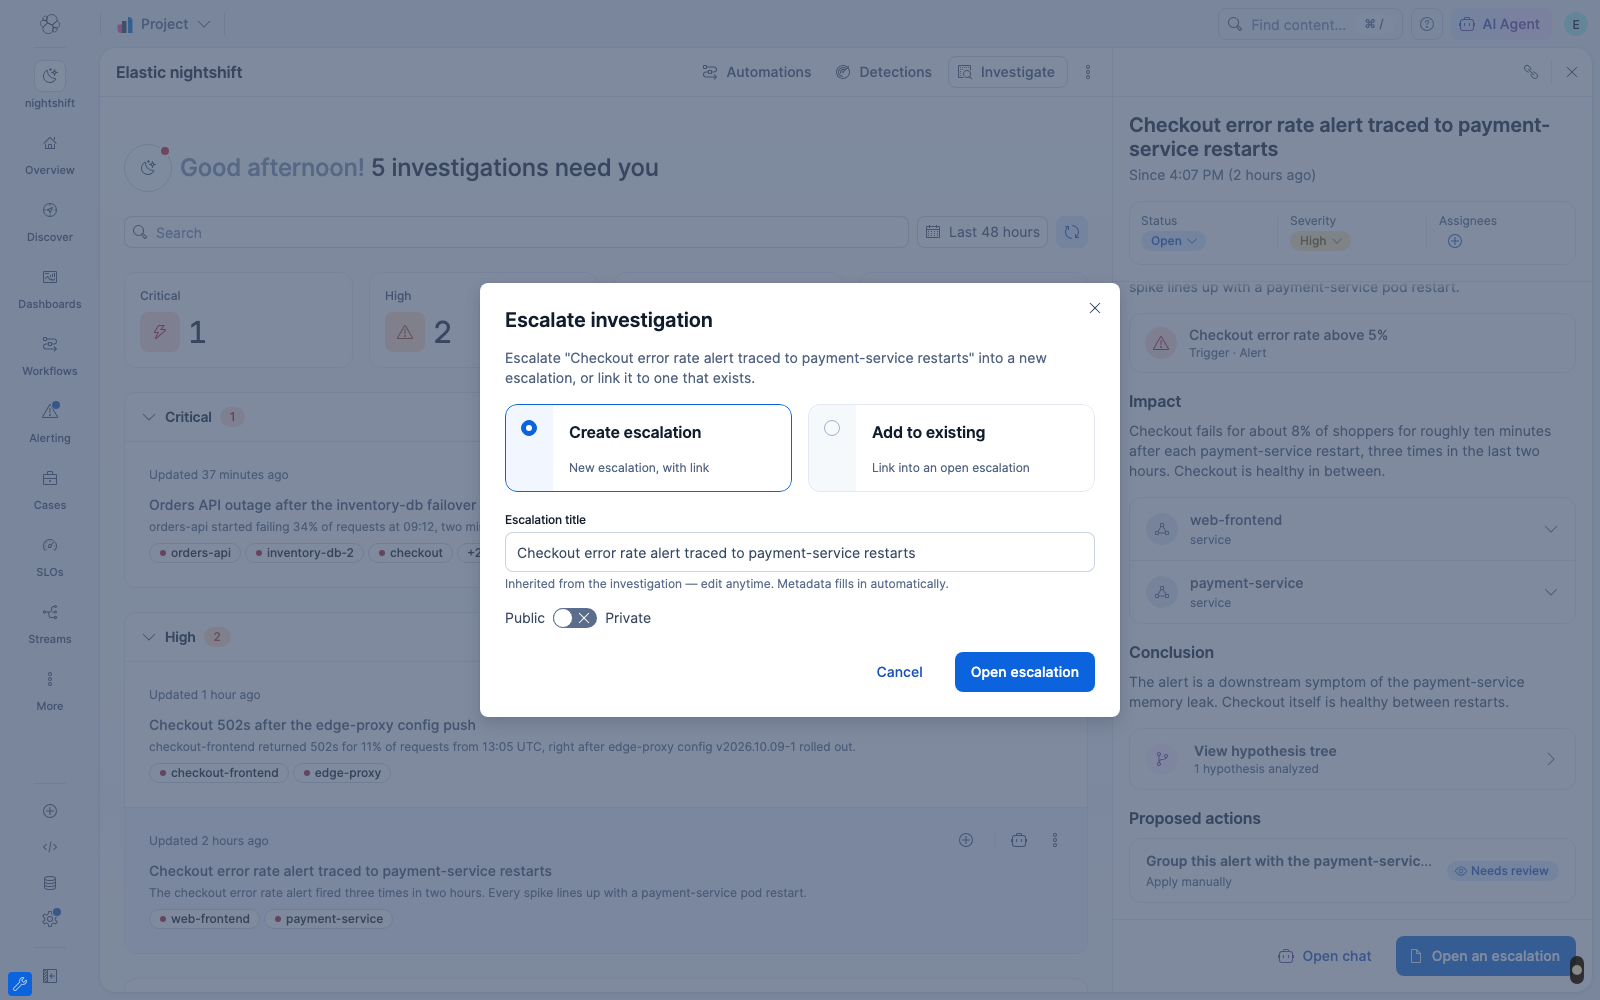 Project
Find content...
⌘ /
AI Agent
E
nightshift
Overview
Discover
Dashboards
Workflows
Alerting
Cases
SLOs
Streams
More
Elastic nightshift
Automations
Detections
Investigate
Good afternoon! 5 investigations need you
Search
Last 48 hours
Critical
1
High
2
Critical 1
Updated 37 minutes ago
Orders API outage after the inventory-db failover
orders-api started failing 34% of requests at 09:12, two
orders-api
inventory-db-2
checkout
+2
High 2
Updated 1 hour ago
Checkout 502s after the edge-proxy config push
checkout-frontend returned 502s for 11% of requests from 13:05 UTC, right after edge-proxy config v2026.10.09-1 rolled out.
checkout-frontend
edge-proxy
Updated 2 hours ago
Checkout error rate alert traced to payment-service restarts
The checkout error rate alert fired three times in two hours. Every spike lines up with a payment-service pod restart.
web-frontend
payment-service
Escalate investigation
Escalate "Checkout error rate alert traced to payment-service restarts" into a new
escalation, or link it to one that exists.
Create escalation
New escalation, with link
Add to existing
Link into an open escalation
Escalation title
Checkout error rate alert traced to payment-service restarts
Inherited from the investigation — edit anytime. Metadata fills in automatically.
Public
Private
Cancel
Open escalation
Checkout error rate alert traced to payment-
service restarts
Since 4:07 PM (2 hours ago)
Status
Open
Severity
High
Assignees
spike lines up with a payment-service pod restart.
Checkout error rate above 5%
Trigger · Alert
Impact
Checkout fails for about 8% of shoppers for roughly ten minutes
after each payment-service restart, three times in the last two
hours. Checkout is healthy in between.
web-frontend
service
payment-service
service
Conclusion
The alert is a downstream symptom of the payment-service
memory leak. Checkout itself is healthy between restarts.
View hypothesis tree
1 hypothesis analyzed
Proposed actions
Group this alert with the payment-servic...
Apply manually
Needs review
Open chat
Open an escalation